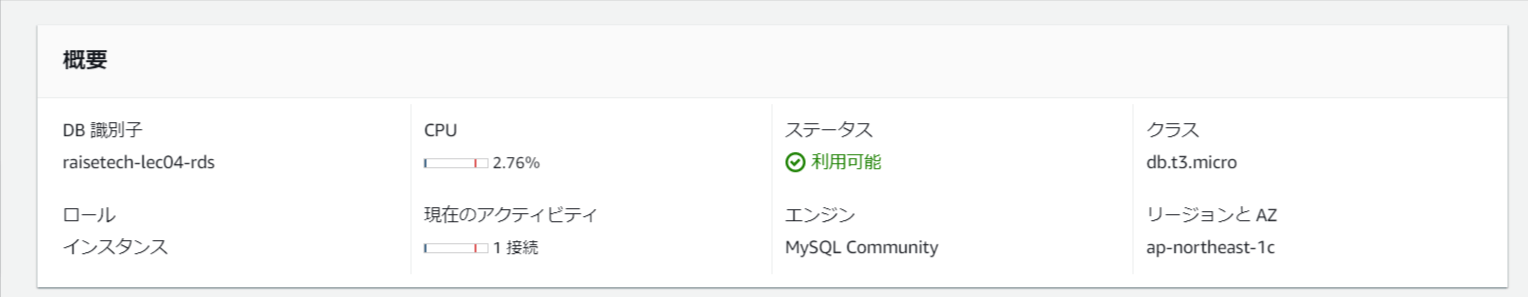 概要
DB 識別子
raisetech-lec04-rds
CPU
2.76%
ステータス
利用可能
クラス
db.t3.micro
ロール
インスタンス
現在のアクティビティ
1 接続
エンジン
MySQL Community
リージョンと AZ
ap-northeast-1c